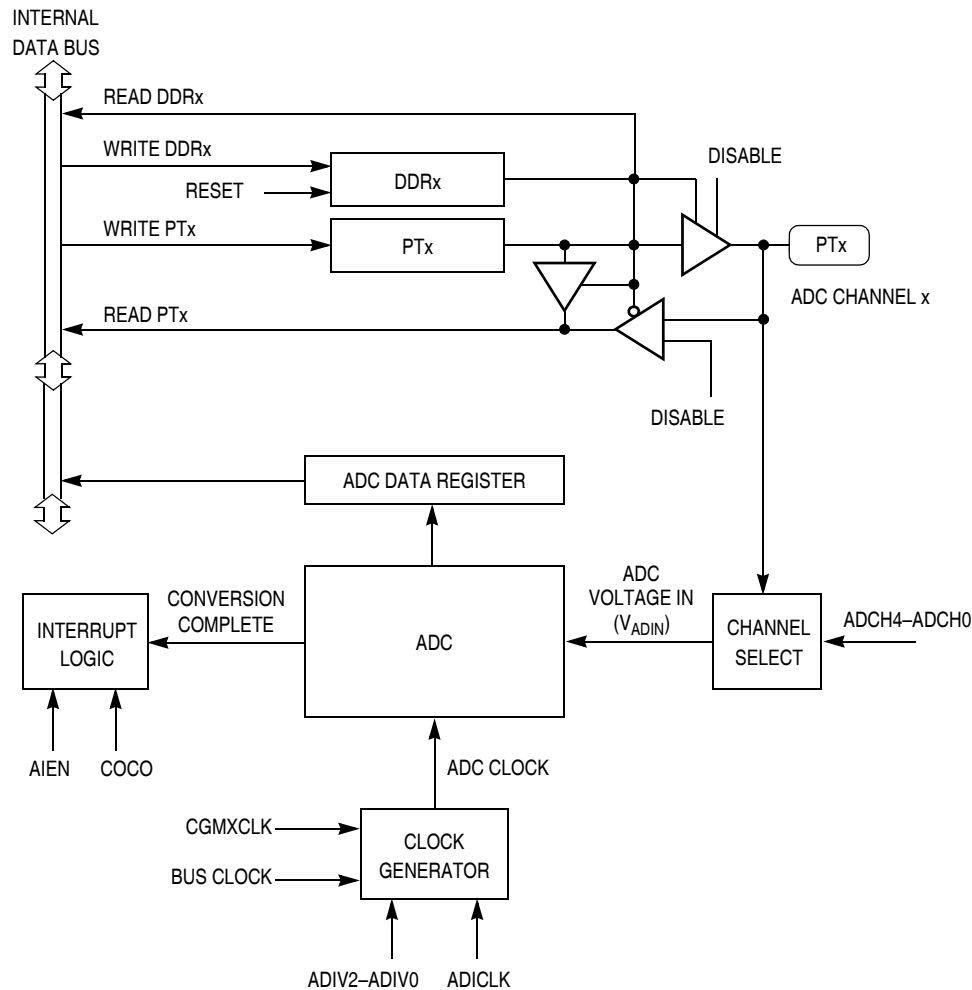 INTERNAL
DATA BUS
READ DDRx
WRITE DDRx
DISABLE
DDRx
RESET
WRITE PTx
PTx
PTx
ADC CHANNEL x
READ PTx
DISABLE
ADC DATA REGISTER
INTERRUPT
LOGIC
CONVERSION
COMPLETE
ADC
ADC
VOLTAGE IN
(VADIN)
CHANNEL
SELECT
ADCH4–ADCH0
AIEN
COCO
ADC CLOCK
CGMXCLK
BUS CLOCK
CLOCK
GENERATOR
ADIV2–ADIV0
ADICLK